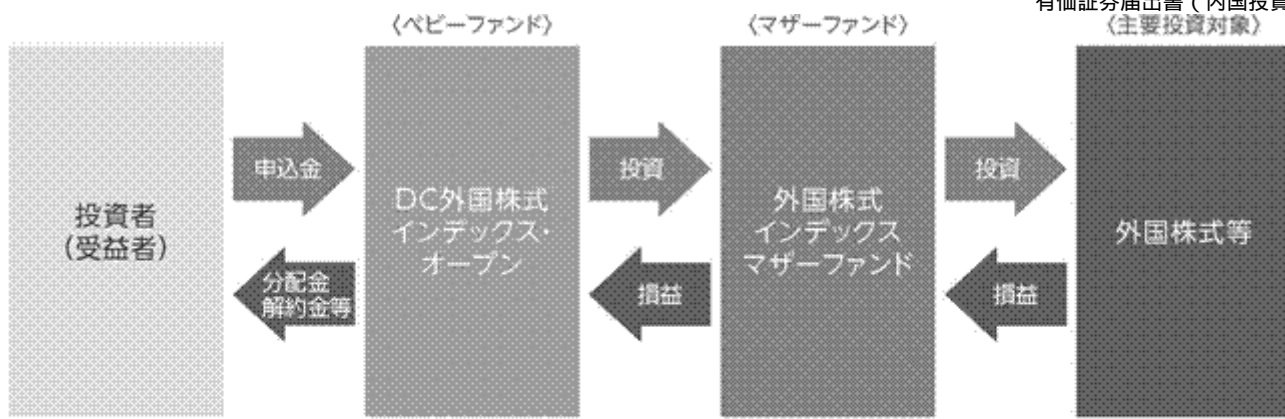 有価証券届出書(内国投資
〈ベビーファンド〉
〈マザーファンド〉
〈主要投資対象〉
投資者
(受益者)
申込金
分配金
解約金等
DC外国株式
インデックス・
オープン
投資
損益
外国株式
インデックス
マザーファンド
投資
損益
外国株式等